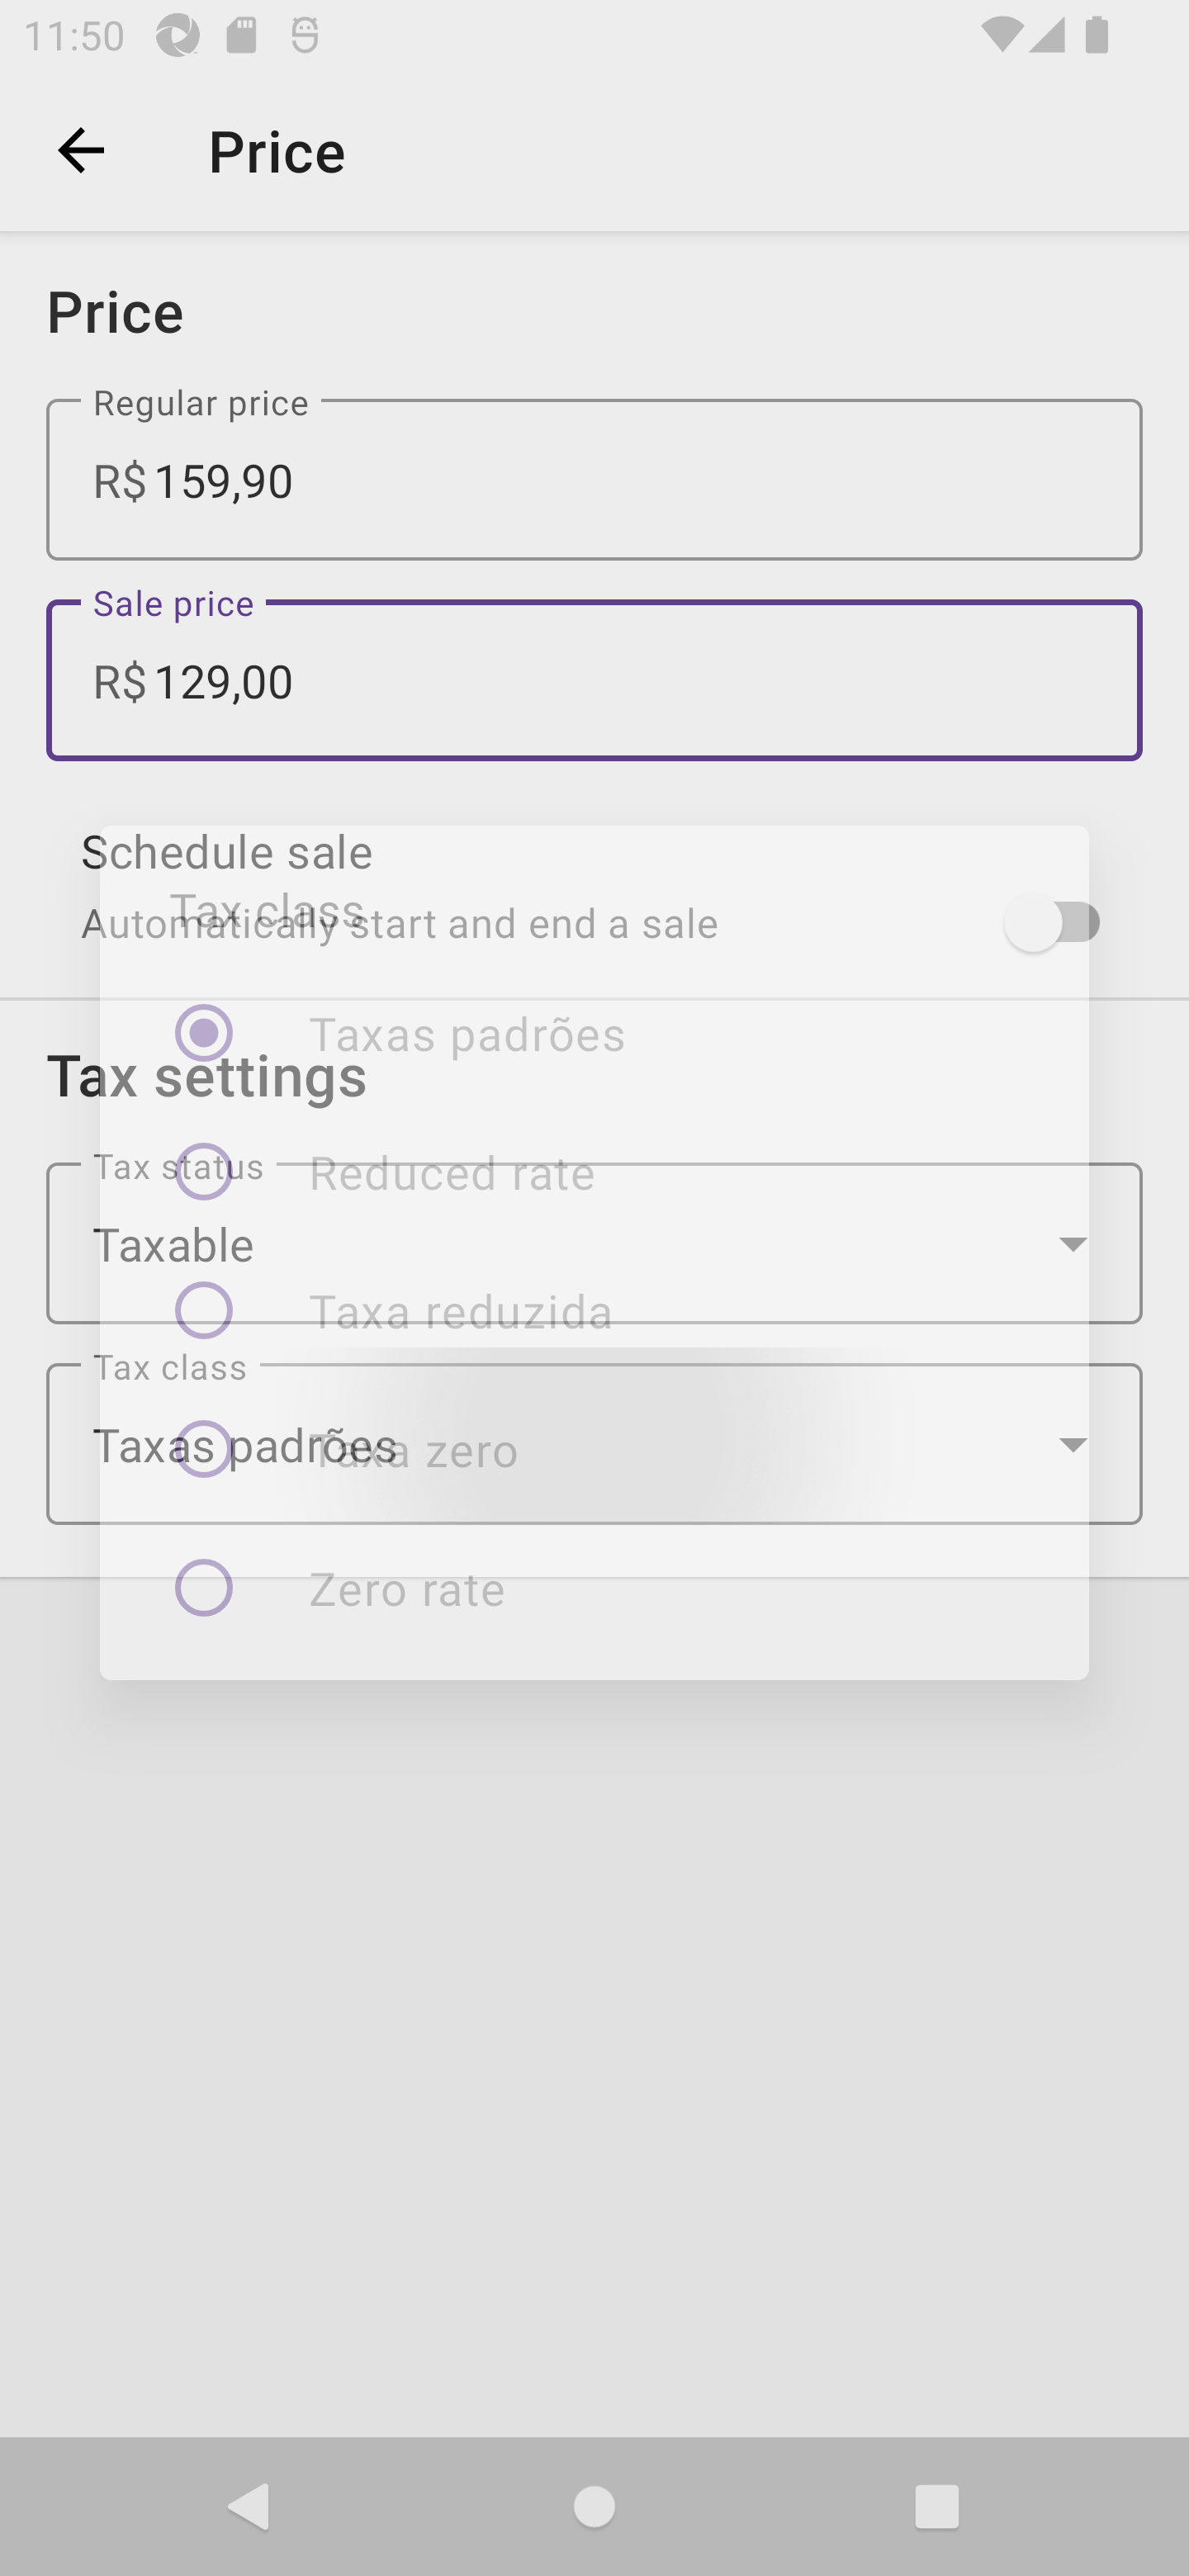 11:50
Price
Price
Regular price
R$ 159,90
Sale price
R$ 129,00
Schedule sale
Automatically start and end a sale
Tax settings
Tax status
Taxable
Tax class
Taxas padrões
Tax class
Taxas padrões
Reduced rate
Taxa reduzida
Taxa zero
Zero rate